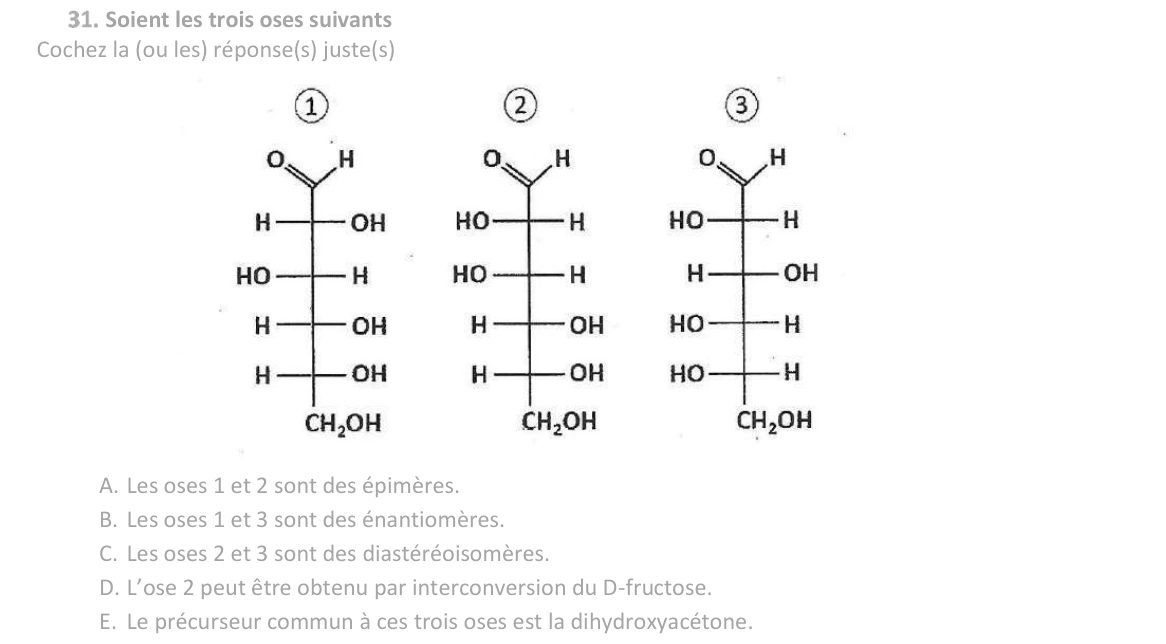 31. Soient les trois oses suivants
Cochez la (ou les) réponse(s) juste(s)
1 2 3
O H O H O H
H OH HO H HO H
HO H HO H H OH
H OH H OH HO H
H OH H OH HO H
CH₂OH CH₂OH CH₂OH
A. Les oses 1 et 2 sont des épimères.
B. Les oses 1 et 3 sont des énantiomères.
C. Les oses 2 et 3 sont des diastéréoisomères.
D. L’ose 2 peut être obtenu par interconversion du D-fructose.
E. Le précurseur commun à ces trois oses est la dihydroxyacétone.